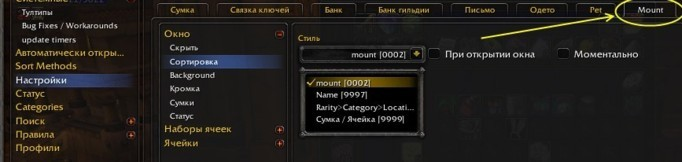 Сумка Связка ключей Банк Банк гильдии Письмо Одето Pet Mount
Тултипы
Bug Fixes / Workarounds
update timers
Автоматически откры...
Sort Methods
Настройки
Статус
Categories
Поиск
Правила
Профили
Окно
Скрыть
Сортировка
Background
Кромка
Сумки
Статус
Наборы ячеек
Ячейки
Стиль
mount [0002] При открытии окна Моментально
mount [0002]
Name [9997]
Rarity>Category>Locati...
Сумка / Ячейка [9999]